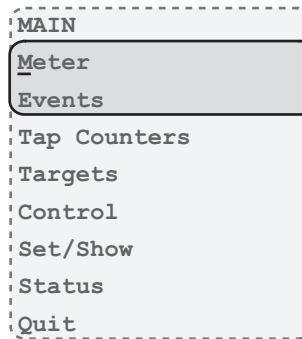 MAIN
Meter
Events
Tap Counters
Targets
Control
Set/Show
Status
Quit